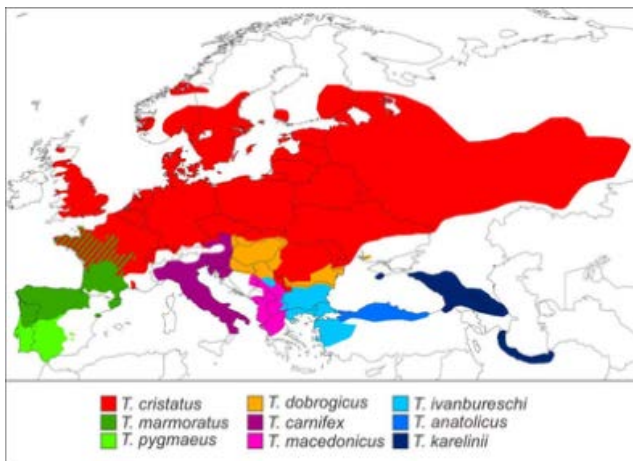 T. cristatus T. dobrogicus T. ivanbureschi
T. marmoratus T. carnifex T. anatolicus
T. pygmaeus T. macedonicus T. karelinii